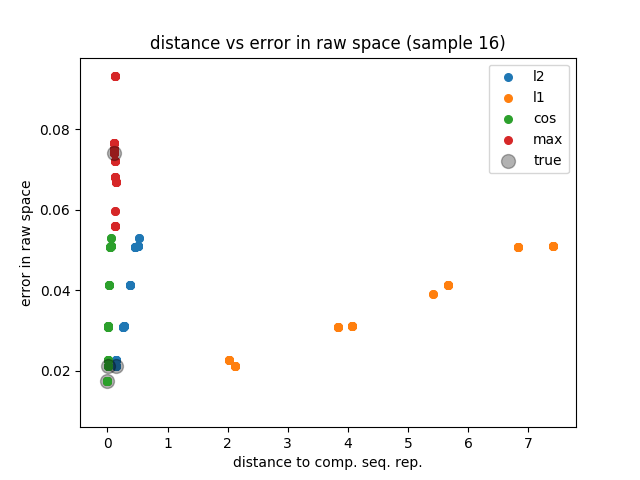 distance vs error in raw space (sample 16)
l2
l1
cos
max
true
error in raw space
0.08
0.06
0.04
0.02
0 1 2 3 4 5 6 7
distance to comp. seq. rep.